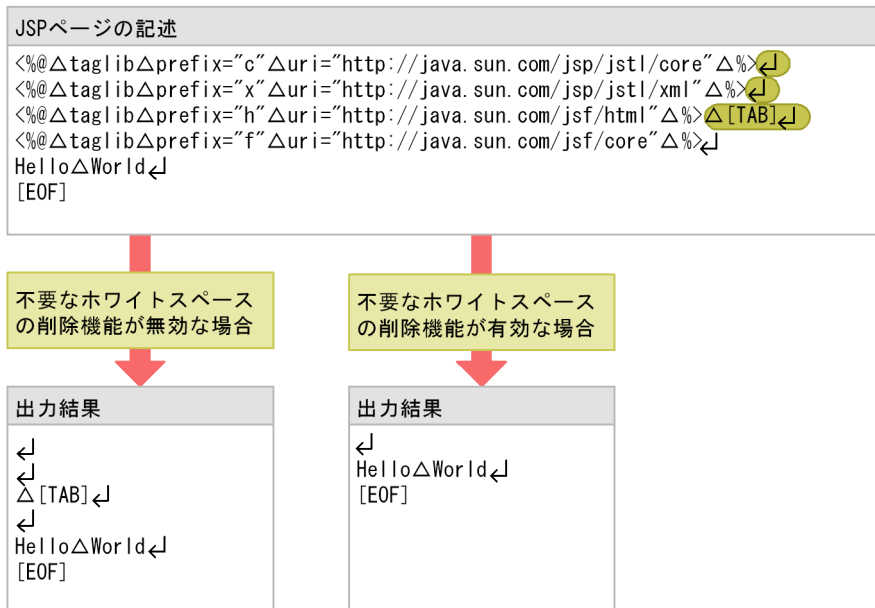 JSPページの記述
<%@△taglib△prefix="c"△uri="http://java.sun.com/jsp/jstl/core"△%>↵
<%@△taglib△prefix="x"△uri="http://java.sun.com/jsp/jstl/xml"△%>↵
<%@△taglib△prefix="h"△uri="http://java.sun.com/jsf/html"△%>△[TAB]↵
<%@△taglib△prefix="f"△uri="http://java.sun.com/jsf/core"△%>↵
Hello△World↵
[EOF]
不要なホワイトスペース
の削除機能が無効な場合
不要なホワイトスペース
の削除機能が有効な場合
出力結果
↵
↵
△[TAB]↵
↵
Hello△World↵
[EOF]
出力結果
↵
Hello△World↵
[EOF]